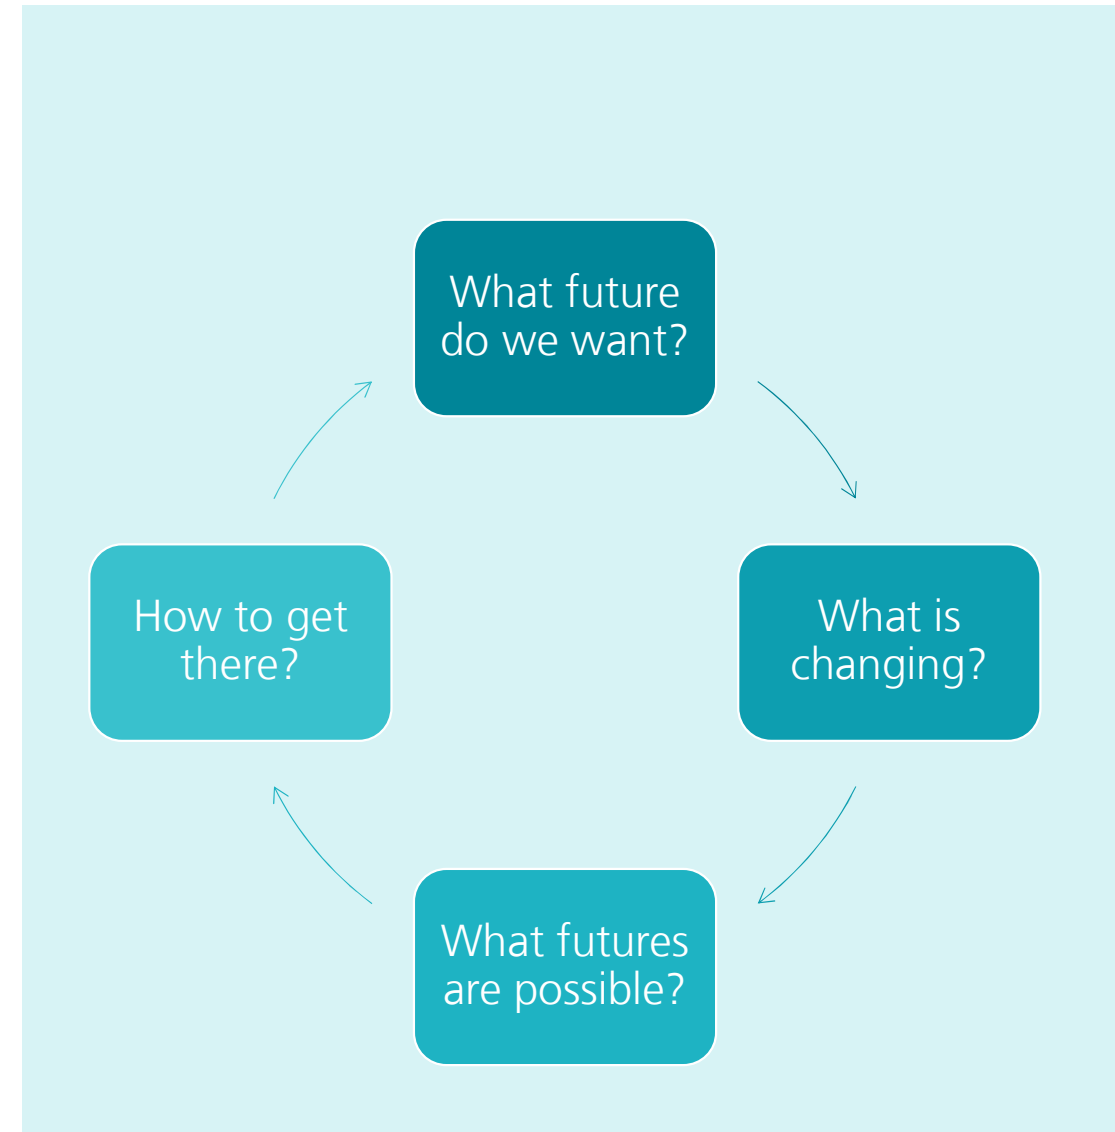 What future
do we want?
What is
changing?
What futures
are possible?
How to get
there?